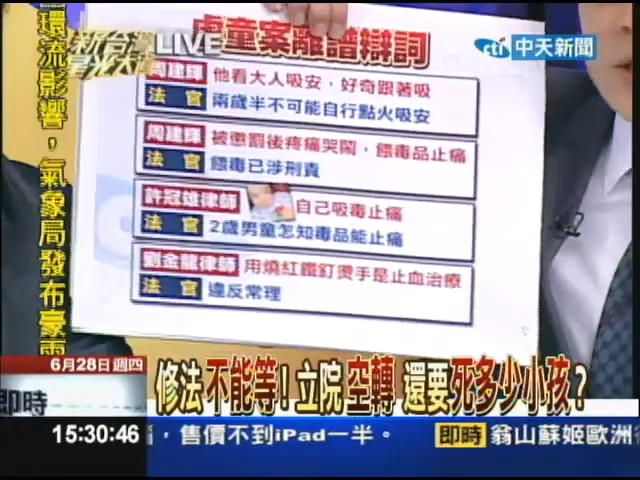 環流影響，氣象局發布豪雨
新台灣星光大道
LIVE
虐童案離譜辯詞
cti 中天新聞
周建輝 他看大人吸安，好奇跟著吸
法官 兩歲半不可能自行點火吸安
周建輝 被懲罰後疼痛哭鬧，餵毒品止痛
法官 餵毒已涉刑責
許冠雄律師 自己吸毒止痛
法官 2歲男童怎知毒品能止痛
劉金龍律師 用燒紅鐵釘燙手是止血治療
法官 違反常理
6月28日週四
修法不能等！立院空轉 還要死多少小孩？
即時
15:30:46
，售價不到iPad一半。 即時 翁山蘇姬歐洲